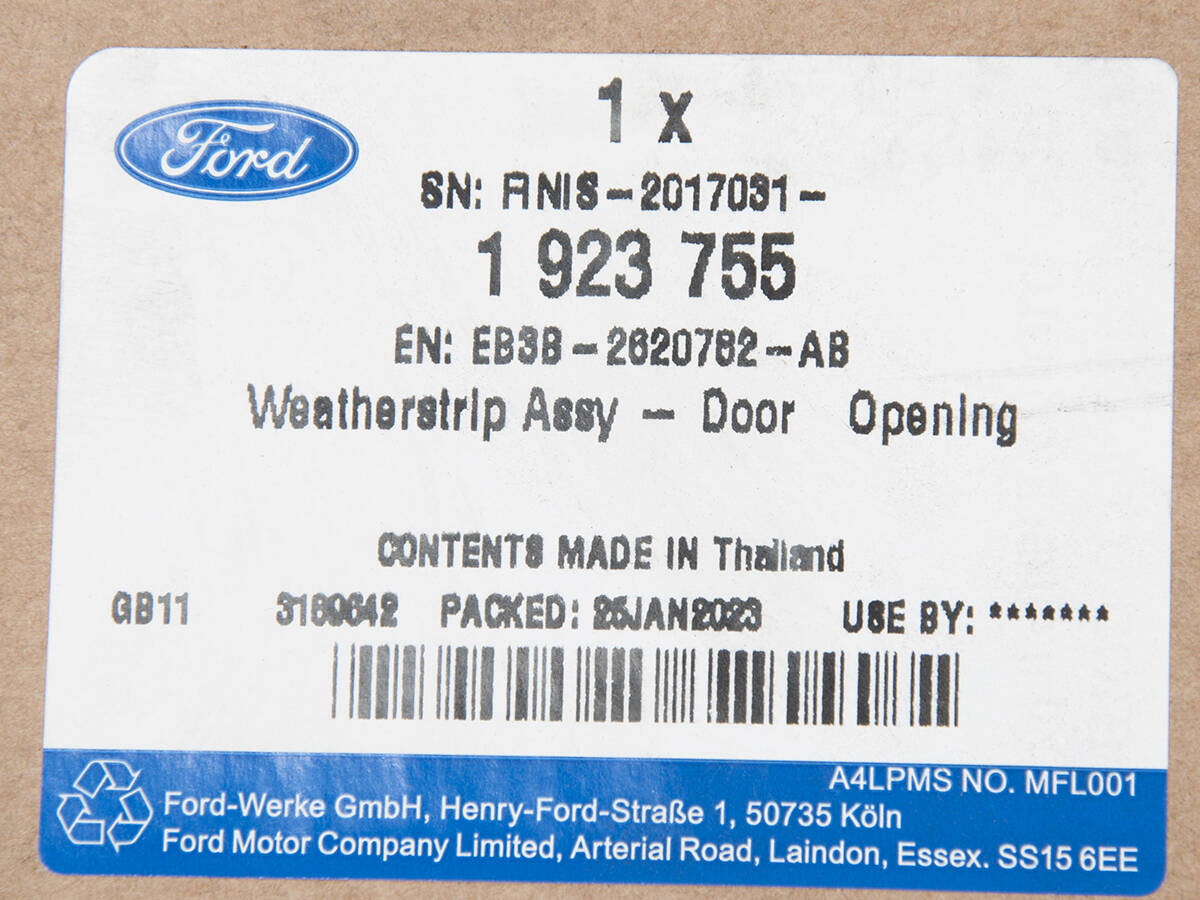 Ford
1 x
SN: FINIS-2017031-
1 923 755
EN: EB3B-2620782-AB
Weatherstrip Assy - Door Opening
CONTENTS MADE IN Thailand
GB11 3180642 PACKED: 25JAN2023 USE BY: *******
A4LPMS NO. MFL001
Ford-Werke GmbH, Henry-Ford-Straße 1, 50735 Köln
Ford Motor Company Limited, Arterial Road, Laindon, Essex. SS15 6EE